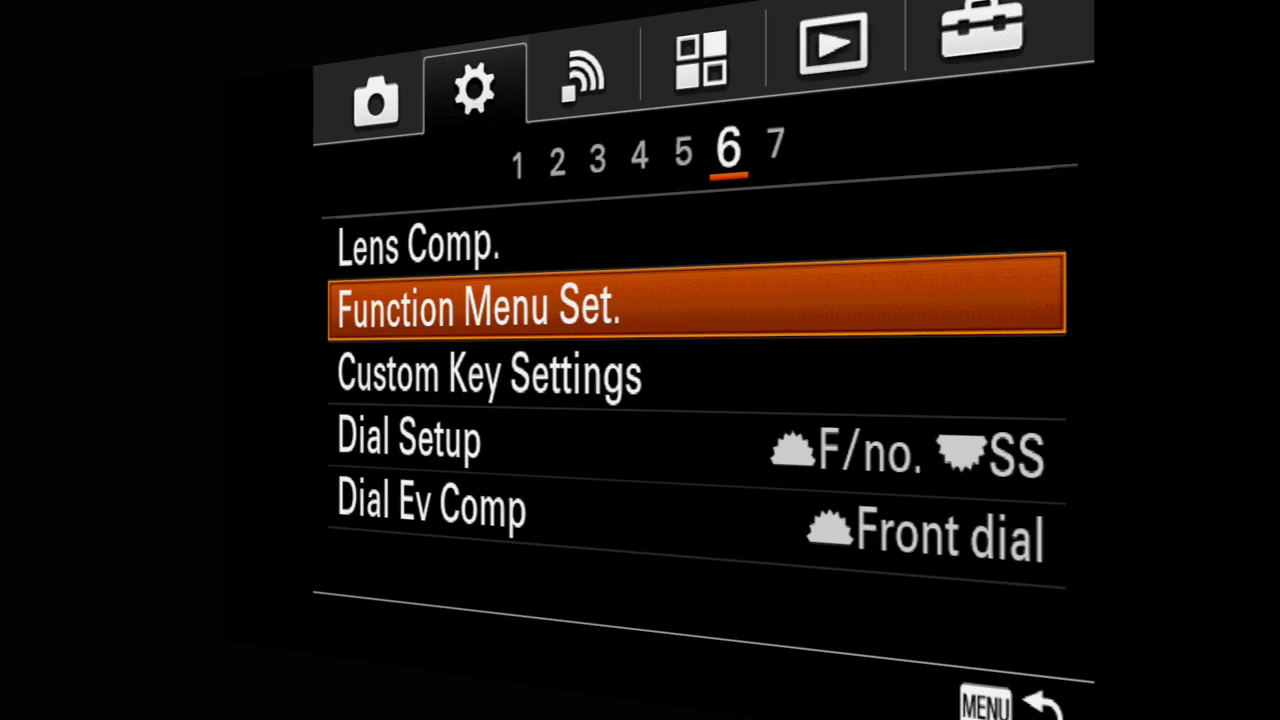 1 2 3 4 5 6 7
Lens Comp.
Function Menu Set.
Custom Key Settings
Dial Setup F/no. SS
Dial Ev Comp Front dial
MENU